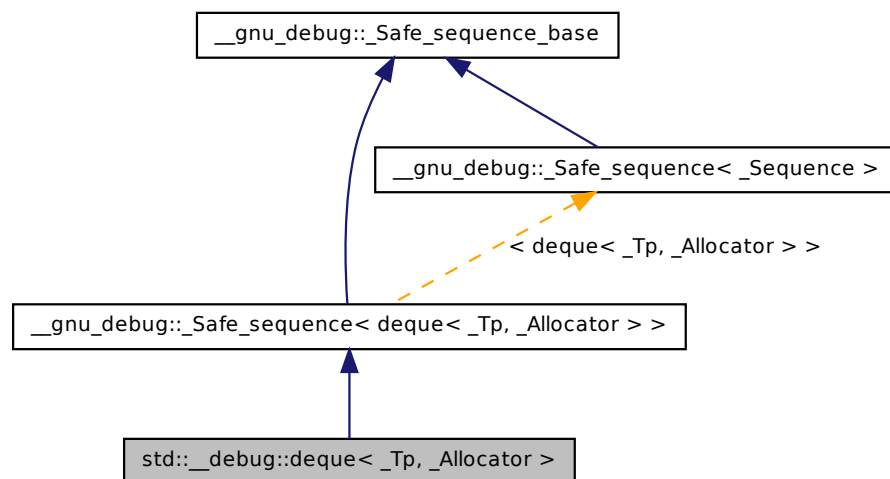 __gnu_debug::_Safe_sequence_base
__gnu_debug::_Safe_sequence< _Sequence >
< deque< _Tp, _Allocator > >
__gnu_debug::_Safe_sequence< deque< _Tp, _Allocator > >
std::__debug::deque< _Tp, _Allocator >